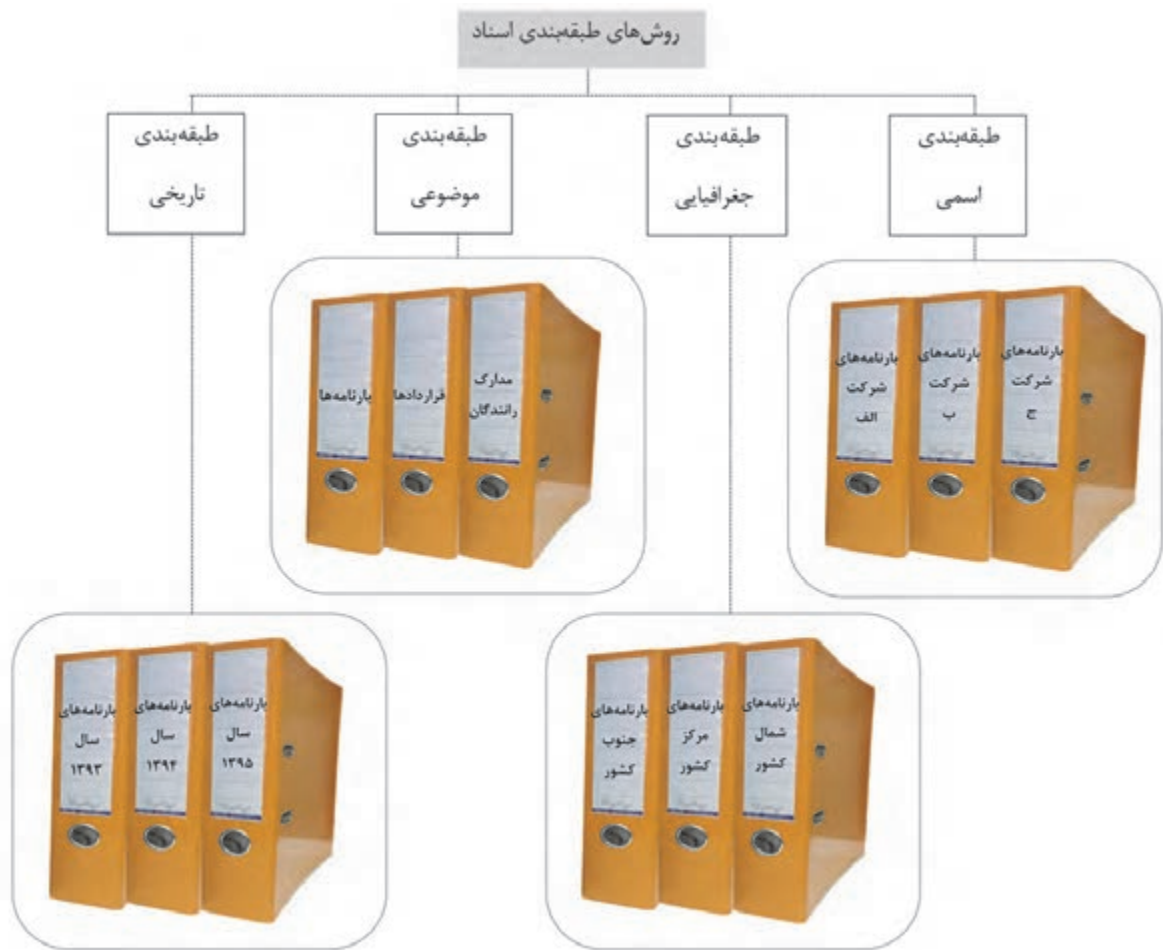 روش‌های طبقه‌بندی اسناد
طبقه‌بندی
اسمی
طبقه‌بندی
جغرافیایی
طبقه‌بندی
موضوعی
طبقه‌بندی
تاریخی
بارنامه‌های
شرکت
ج
بارنامه‌های
شرکت
ب
بارنامه‌های
شرکت
الف
مدارک
رانندگان
قراردادها
بارنامه‌ها
بارنامه‌های
شمال
کشور
بارنامه‌های
مرکز
کشور
بارنامه‌های
جنوب
کشور
بارنامه‌های
سال
۱۳۹۵
بارنامه‌های
سال
۱۳۹۴
بارنامه‌های
سال
۱۳۹۳